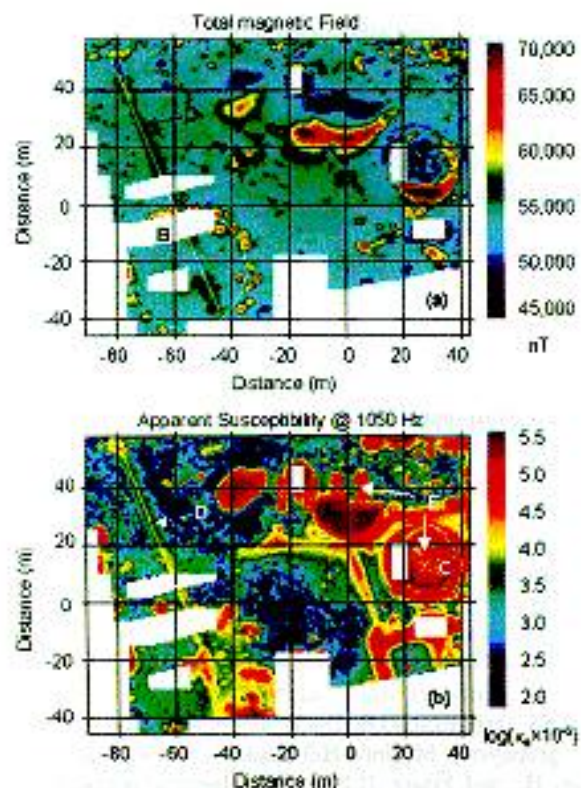 Total magnetic Field
70,000
65,000
60,000
55,000
50,000
45,000
nT
Distance (m)
40
20
0
-20
-40
B
(a)
-80 -60 -40 -20 0 20 40
Distance (m)
Apparent Susceptibility @ 1050 Hz
5.5
5.0
4.5
4.0
3.5
3.0
2.5
2.0
Distance (m)
40
20
0
-20
-40
D
C
(b)
-80 -60 -40 -20 0 20 40
Distance (m)